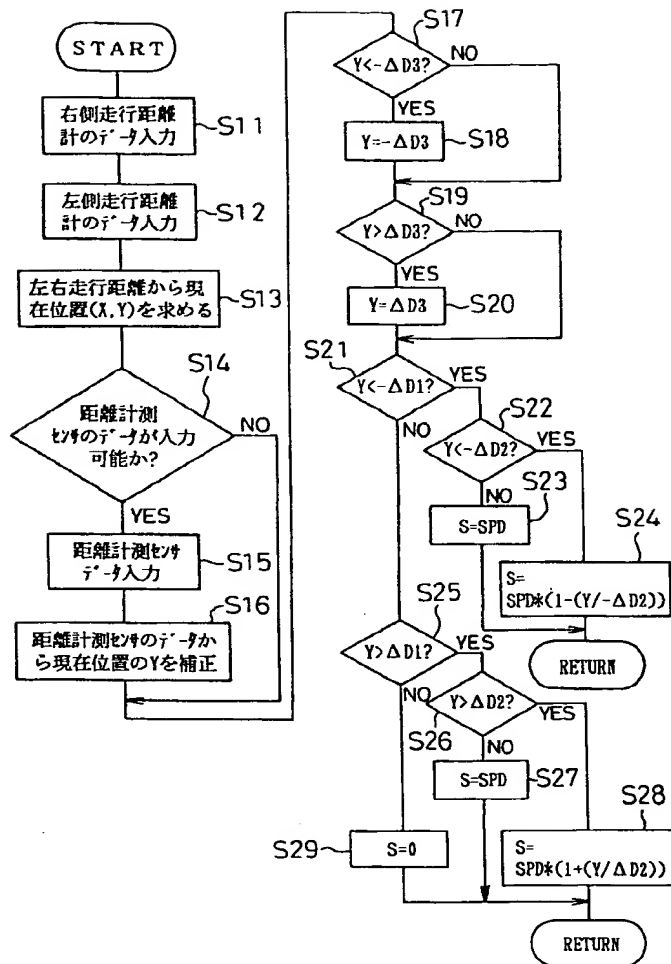 START
右側走行距離
計のデータ入力
S11
左側走行距離
計のデータ入力
S12
左右走行距離から現
在位置(X,Y)を求める
S13
S14
距離計測
センサのデータが入力
可能か?
NO
YES
距離計測センサ
データ入力
S15
S16
距離計測センサのデータか
ら現在位置のYを補正
S17
Y<-ΔD3?
NO
YES
Y=-ΔD3
S18
S19
Y>ΔD3?
NO
YES
Y=ΔD3
S20
S21
Y<-ΔD1?
YES
NO
S22
Y<-ΔD2?
YES
NO
S23
S=SPD
S24
S=
SPD*(1-(Y/-ΔD2))
RETURN
S25
Y>ΔD1?
YES
NO
Y>ΔD2?
S26
YES
NO
S=SPD
S27
S28
S=
SPD*(1+(Y/ΔD2))
S29
S=0
RETURN